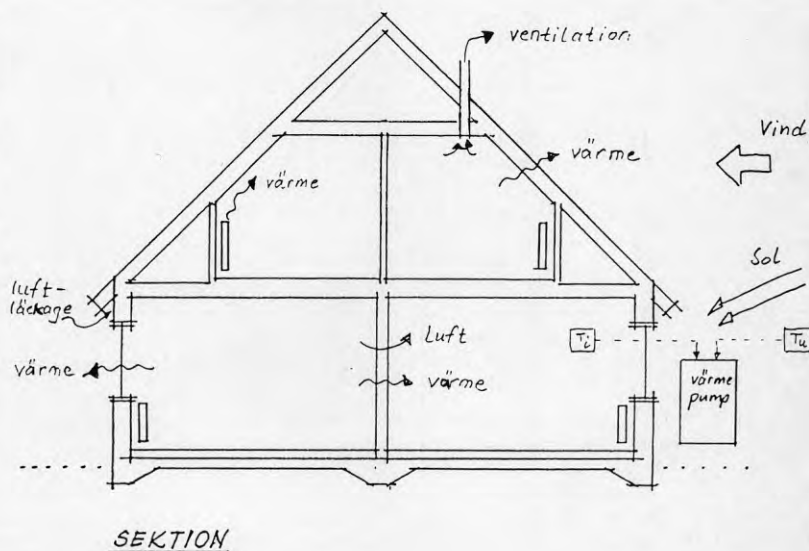 ventilation
Vind
värme
värme
Sol
luft-
läckage
Luft
Ti
Tu
värme
värme
värme
pump
SEKTION